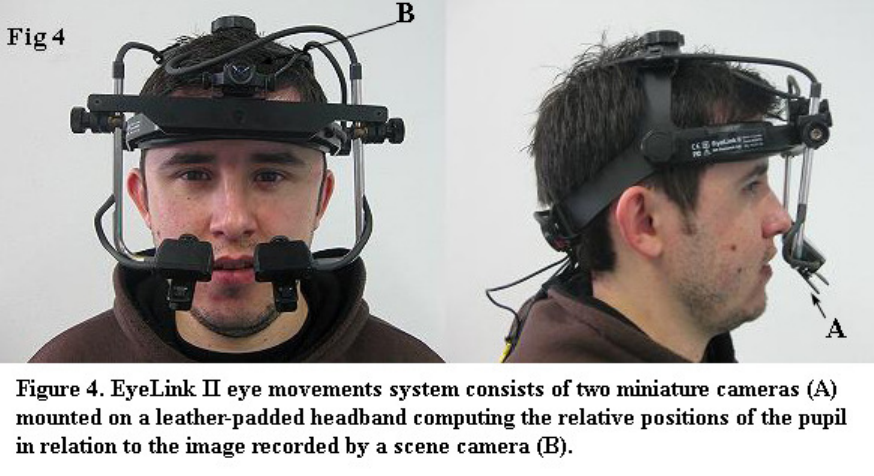 Fig 4
B
EyeLink II
A
Figure 4. EyeLink II eye movements system consists of two miniature cameras (A)
mounted on a leather-padded headband computing the relative positions of the pupil
in relation to the image recorded by a scene camera (B).